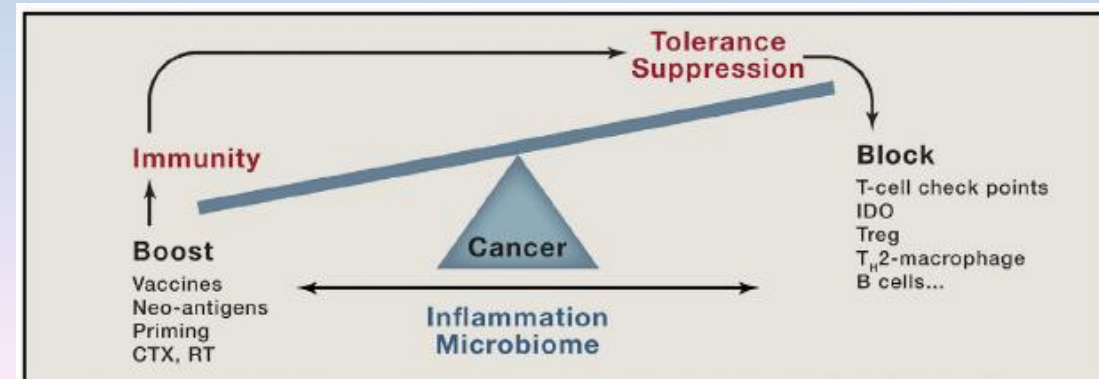 Tolerance
Suppression
Immunity
Boost
Vaccines
Neo-antigens
Priming
CTX, RT
Cancer
Inflammation
Microbiome
Block
T-cell check points
IDO
Treg
T_H2-macrophage
B cells...